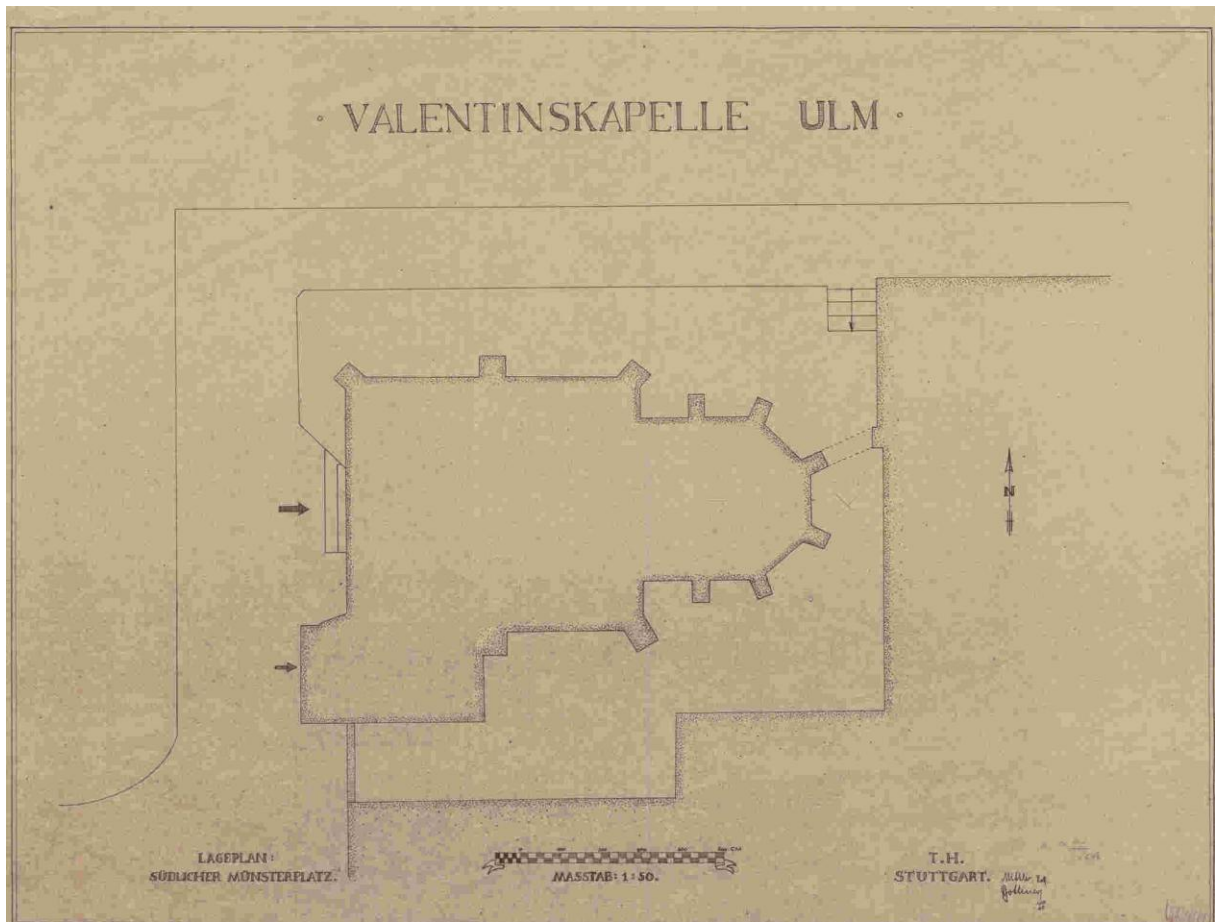 · VALENTINSKAPELLE ULM ·
N
LAGEPLAN:
SÜDLICHER MÜNSTERPLATZ.
MASSTAB: 1:50.
T.H.
STUTTGART.